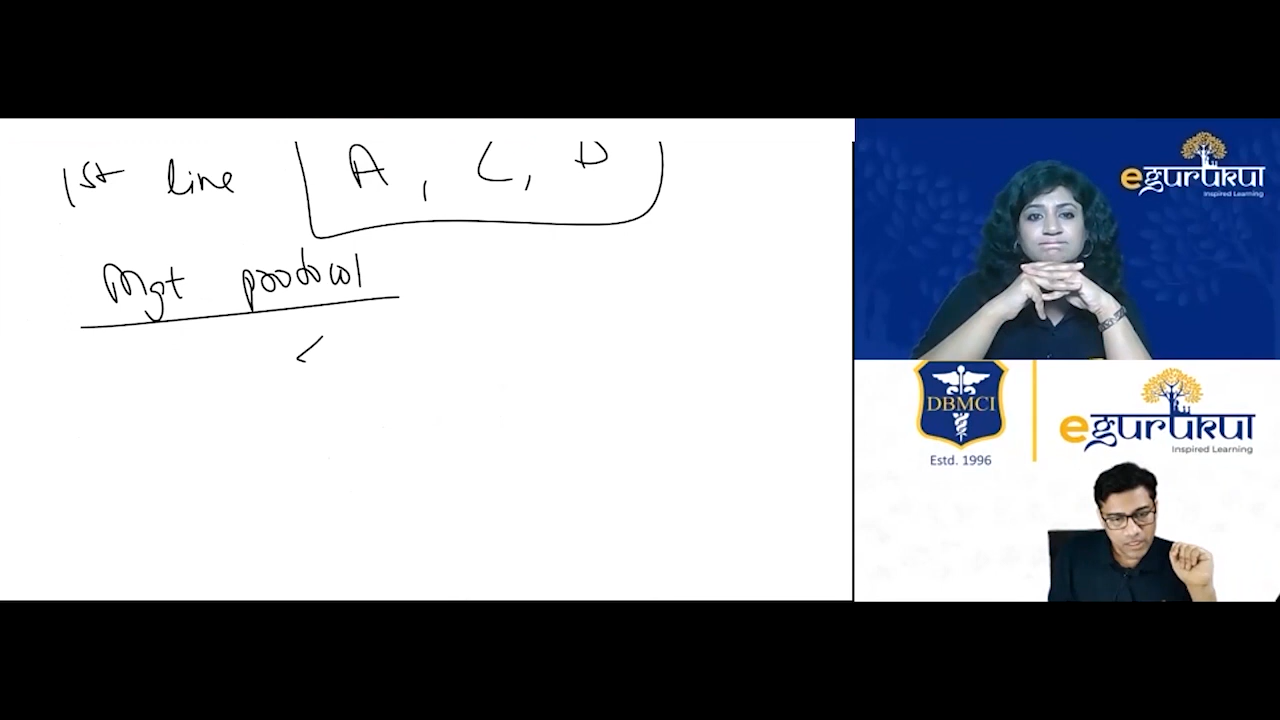 1st line A, C, D
Mgt protocol
<
egurukul
Inspired Learning
DBMCI
Estd. 1996
egurukul
Inspired Learning